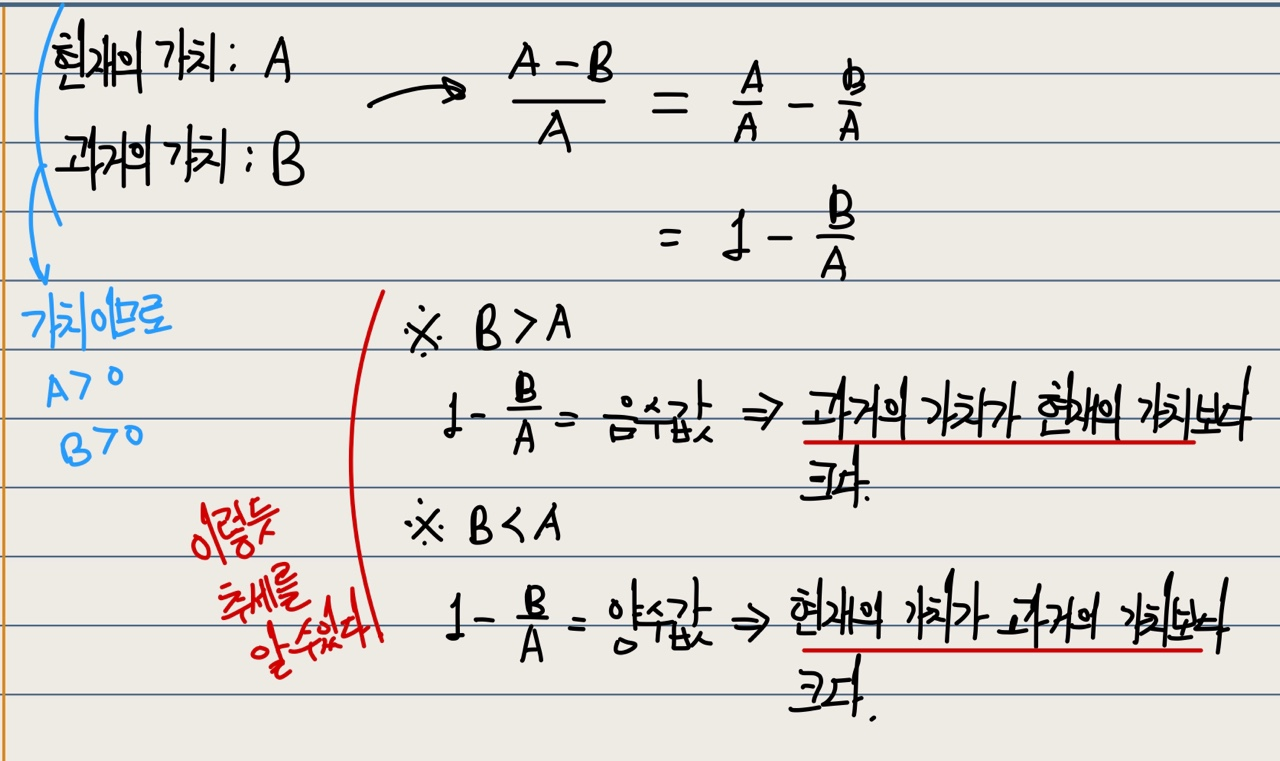 현재의 가치 : A
과거의 가치 : B
→ (A - B)/A = A/A - B/A
= 1 - B/A
가치이므로
A > 0
B > 0
※ B > A
1 - B/A = 음수값 ⇒ 과거의 가치가 현재의 가치보다
크다.
※ B < A
1 - B/A = 양수값 ⇒ 현재의 가치가 과거의 가치보다
크다.
이렇듯
추세를
알 수 있다